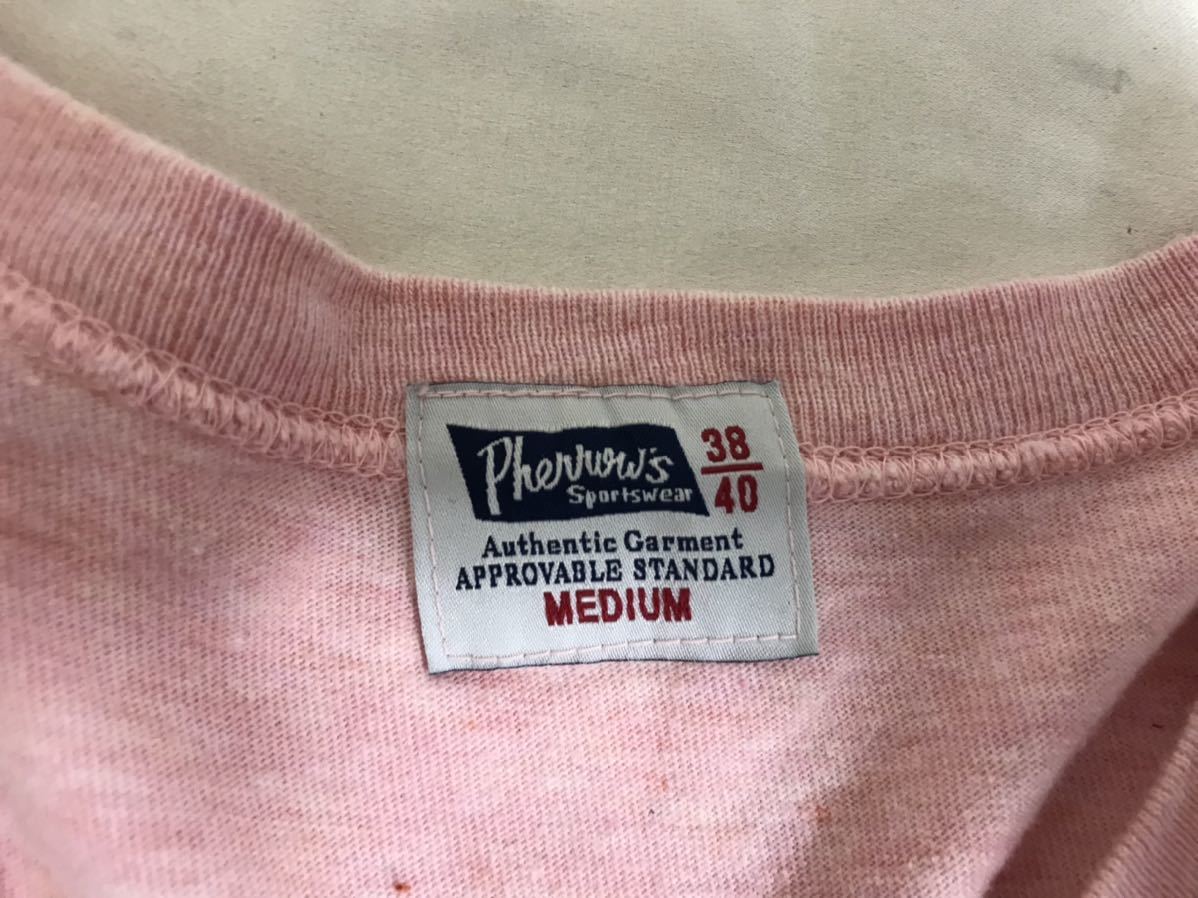 Pherrow's 38
Sportswear 40
Authentic Garment
APPROVABLE STANDARD
MEDIUM